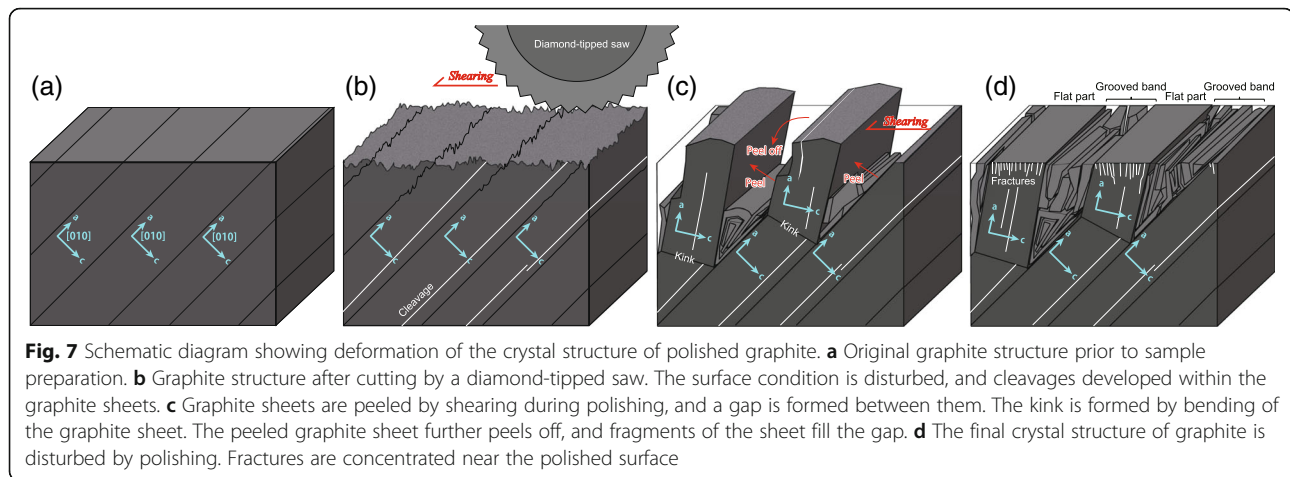 Diamond-tipped saw
(a)
a
[010]
c
a
[010]
c
a
[010]
c
(b)
Shearing
a
c
a
c
a
c
Cleavage
(c)
Peel off
Shearing
Peel
Peel
a
c
a
c
Kink
Kink
a
c
a
c
(d)
Grooved band
Grooved band
Flat part
Flat part
Fractures
a
c
a
c
a
c
a
c
Fig. 7 Schematic diagram showing deformation of the crystal structure of polished graphite. a Original graphite structure prior to sample
preparation. b Graphite structure after cutting by a diamond-tipped saw. The surface condition is disturbed, and cleavages developed within the
graphite sheets. c Graphite sheets are peeled by shearing during polishing, and a gap is formed between them. The kink is formed by bending of
the graphite sheet. The peeled graphite sheet further peels off, and fragments of the sheet fill the gap. d The final crystal structure of graphite is
disturbed by polishing. Fractures are concentrated near the polished surface